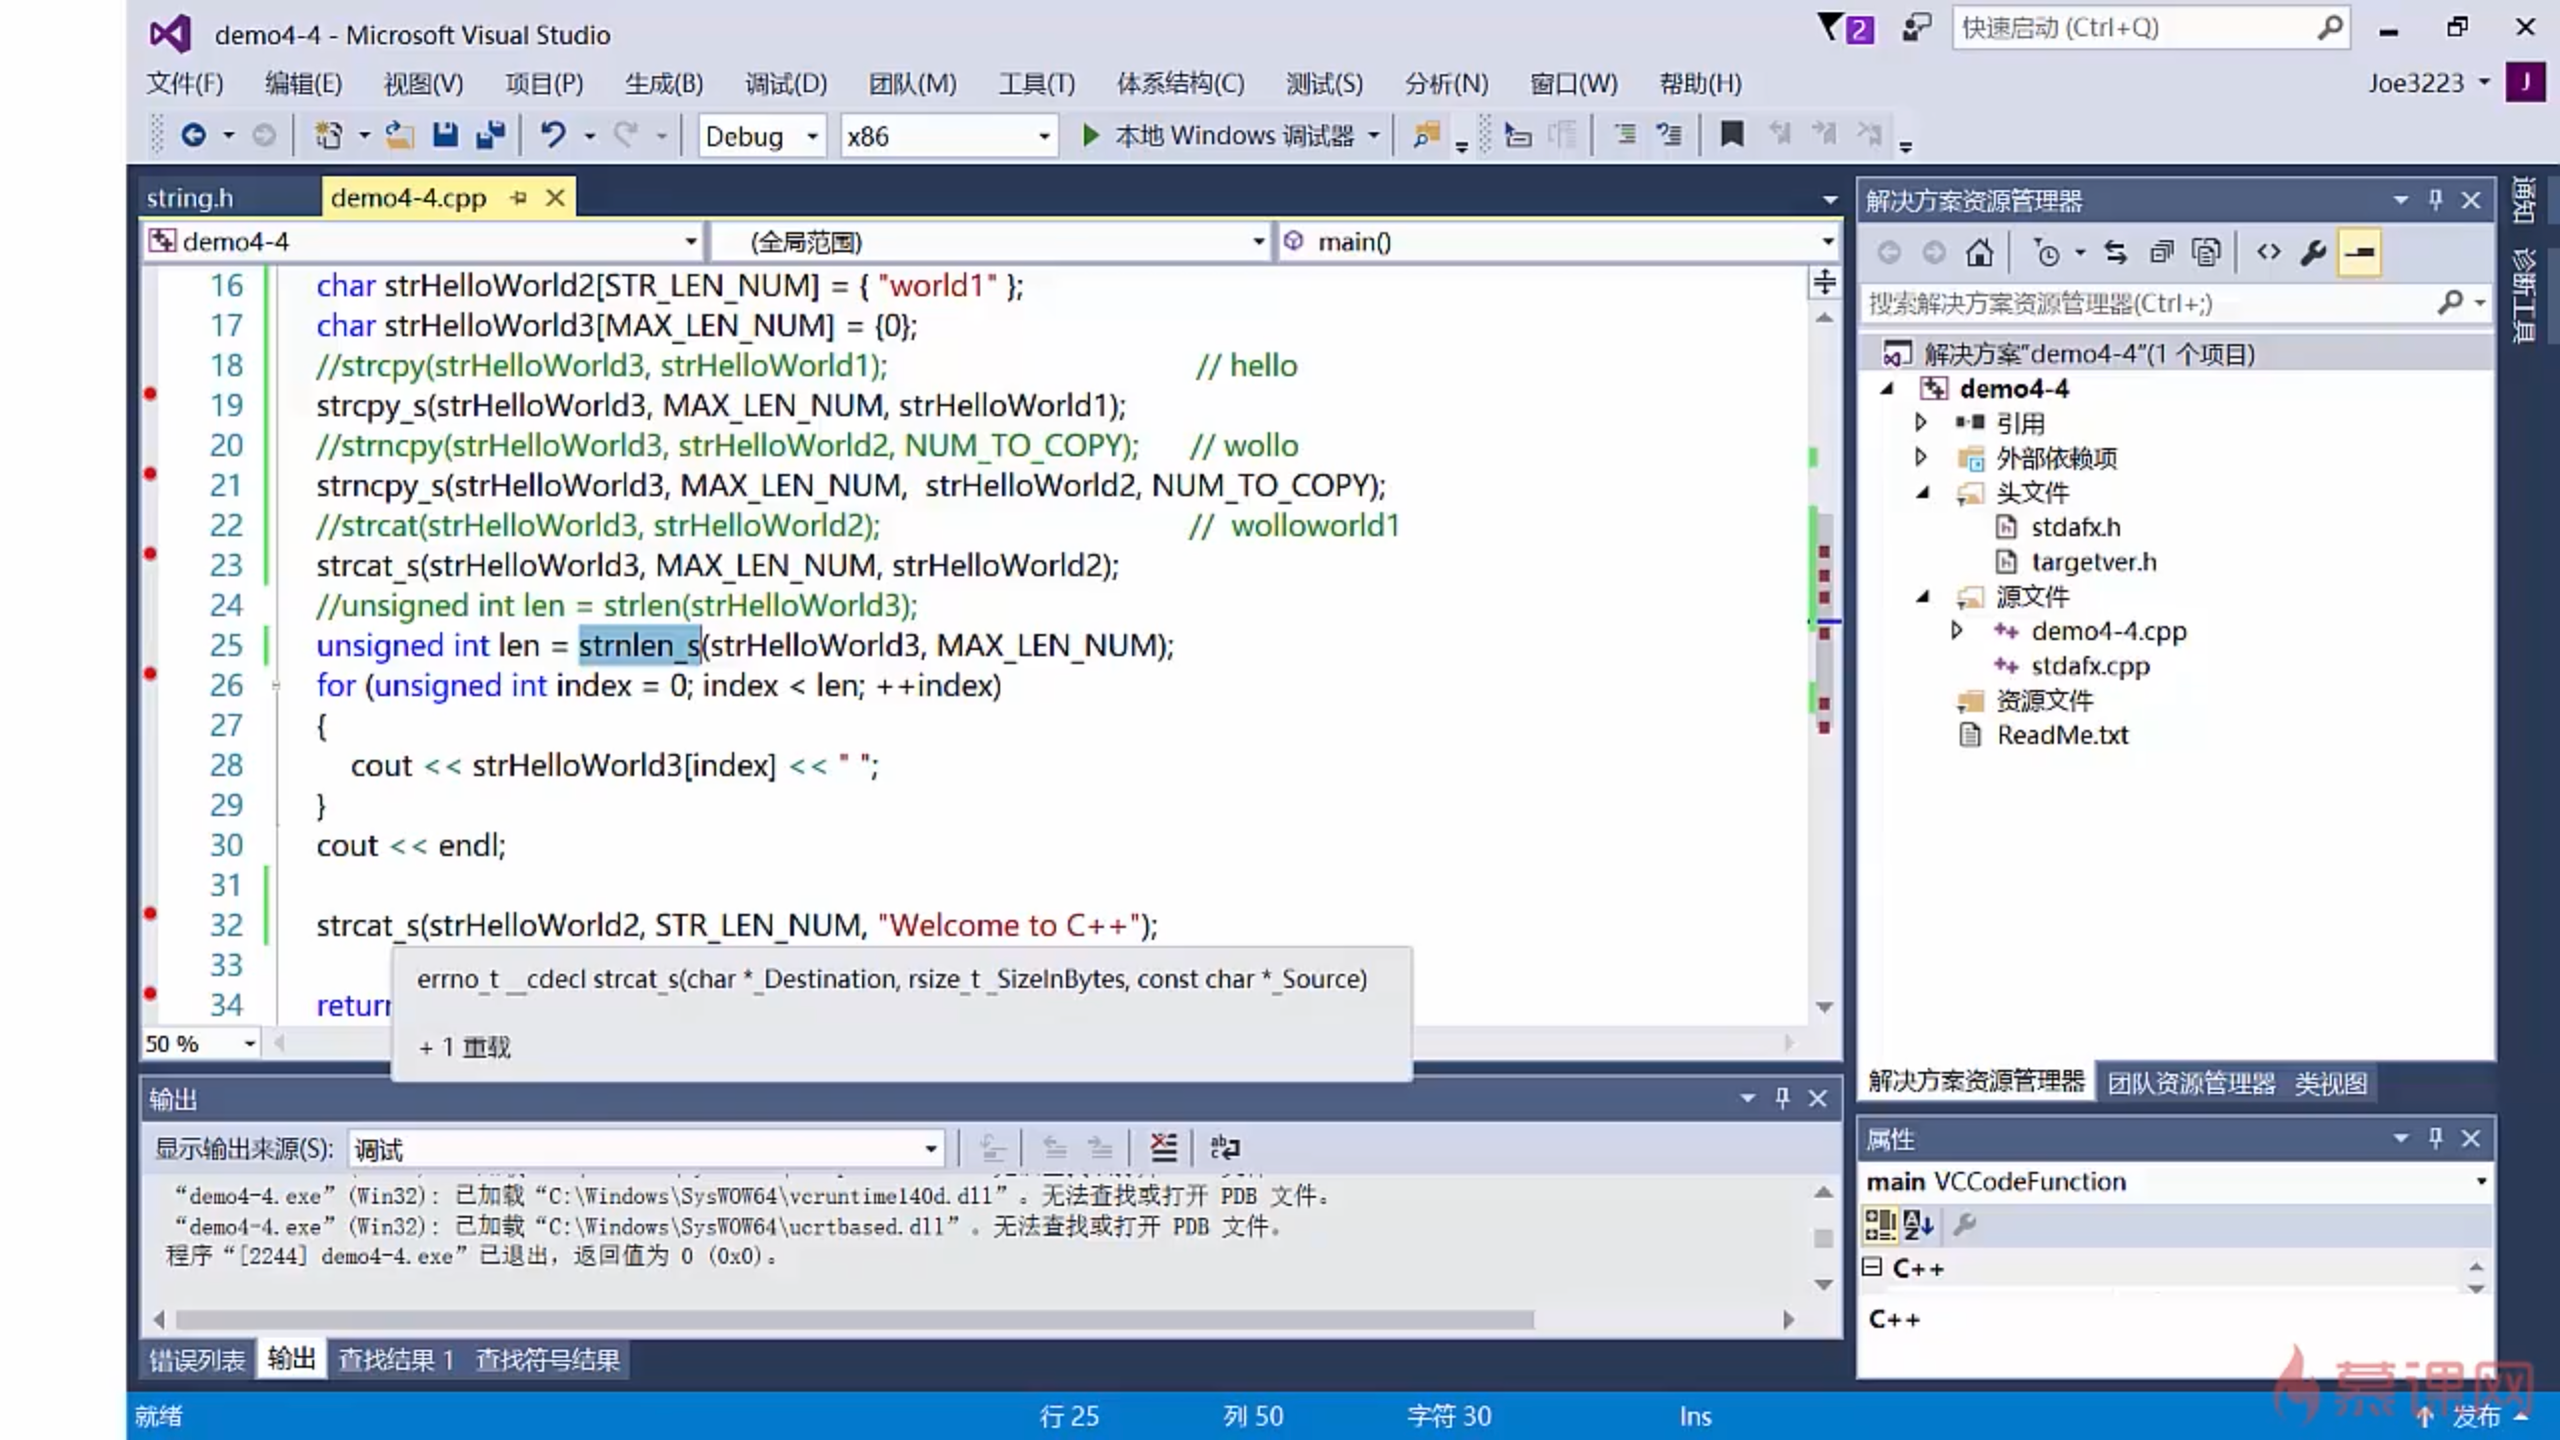 demo4-4 - Microsoft Visual Studio
2
快速启动 (Ctrl+Q)
文件(F) 编辑(E) 视图(V) 项目(P) 生成(B) 调试(D) 团队(M) 工具(T) 体系结构(C) 测试(S) 分析(N) 窗口(W) 帮助(H)
Joe3223 J
Debug x86 本地 Windows 调试器
string.h demo4-4.cpp
demo4-4 (全局范围) main()
16 char strHelloWorld2[STR_LEN_NUM] = { "world1" };
17 char strHelloWorld3[MAX_LEN_NUM] = {0};
18 //strcpy(strHelloWorld3, strHelloWorld1); // hello
19 strcpy_s(strHelloWorld3, MAX_LEN_NUM, strHelloWorld1);
20 //strncpy(strHelloWorld3, strHelloWorld2, NUM_TO_COPY); // wollo
21 strncpy_s(strHelloWorld3, MAX_LEN_NUM, strHelloWorld2, NUM_TO_COPY);
22 //strcat(strHelloWorld3, strHelloWorld2); // wolloworld1
23 strcat_s(strHelloWorld3, MAX_LEN_NUM, strHelloWorld2);
24 //unsigned int len = strlen(strHelloWorld3);
25 unsigned int len = strnlen_s(strHelloWorld3, MAX_LEN_NUM);
26 for (unsigned int index = 0; index < len; ++index)
27 {
28 cout << strHelloWorld3[index] << " ";
29 }
30 cout << endl;
31
32 strcat_s(strHelloWorld2, STR_LEN_NUM, "Welcome to C++");
33
34 return
errno_t __cdecl strcat_s(char *_Destination, rsize_t _SizeInBytes, const char *_Source)
+ 1 重载
50 %
输出
显示输出来源(S): 调试
“demo4-4.exe” (Win32): 已加载 “C:\Windows\SysWOW64\vcruntime140d.dll”。无法查找或打开 PDB 文件。
“demo4-4.exe” (Win32): 已加载 “C:\Windows\SysWOW64\ucrtbased.dll”。无法查找或打开 PDB 文件。
程序“[2244] demo4-4.exe”已退出，返回值为 0 (0x0)。
错误列表 输出 查找结果 1 查找符号结果
解决方案资源管理器
搜索解决方案资源管理器(Ctrl+;)
解决方案"demo4-4"(1 个项目)
demo4-4
引用
外部依赖项
头文件
stdafx.h
targetver.h
源文件
demo4-4.cpp
stdafx.cpp
资源文件
ReadMe.txt
解决方案资源管理器 团队资源管理器 类视图
属性
main VCCodeFunction
C++
C++
通知
诊断工具
慕课网
就绪 行 25 列 50 字符 30 Ins 发布